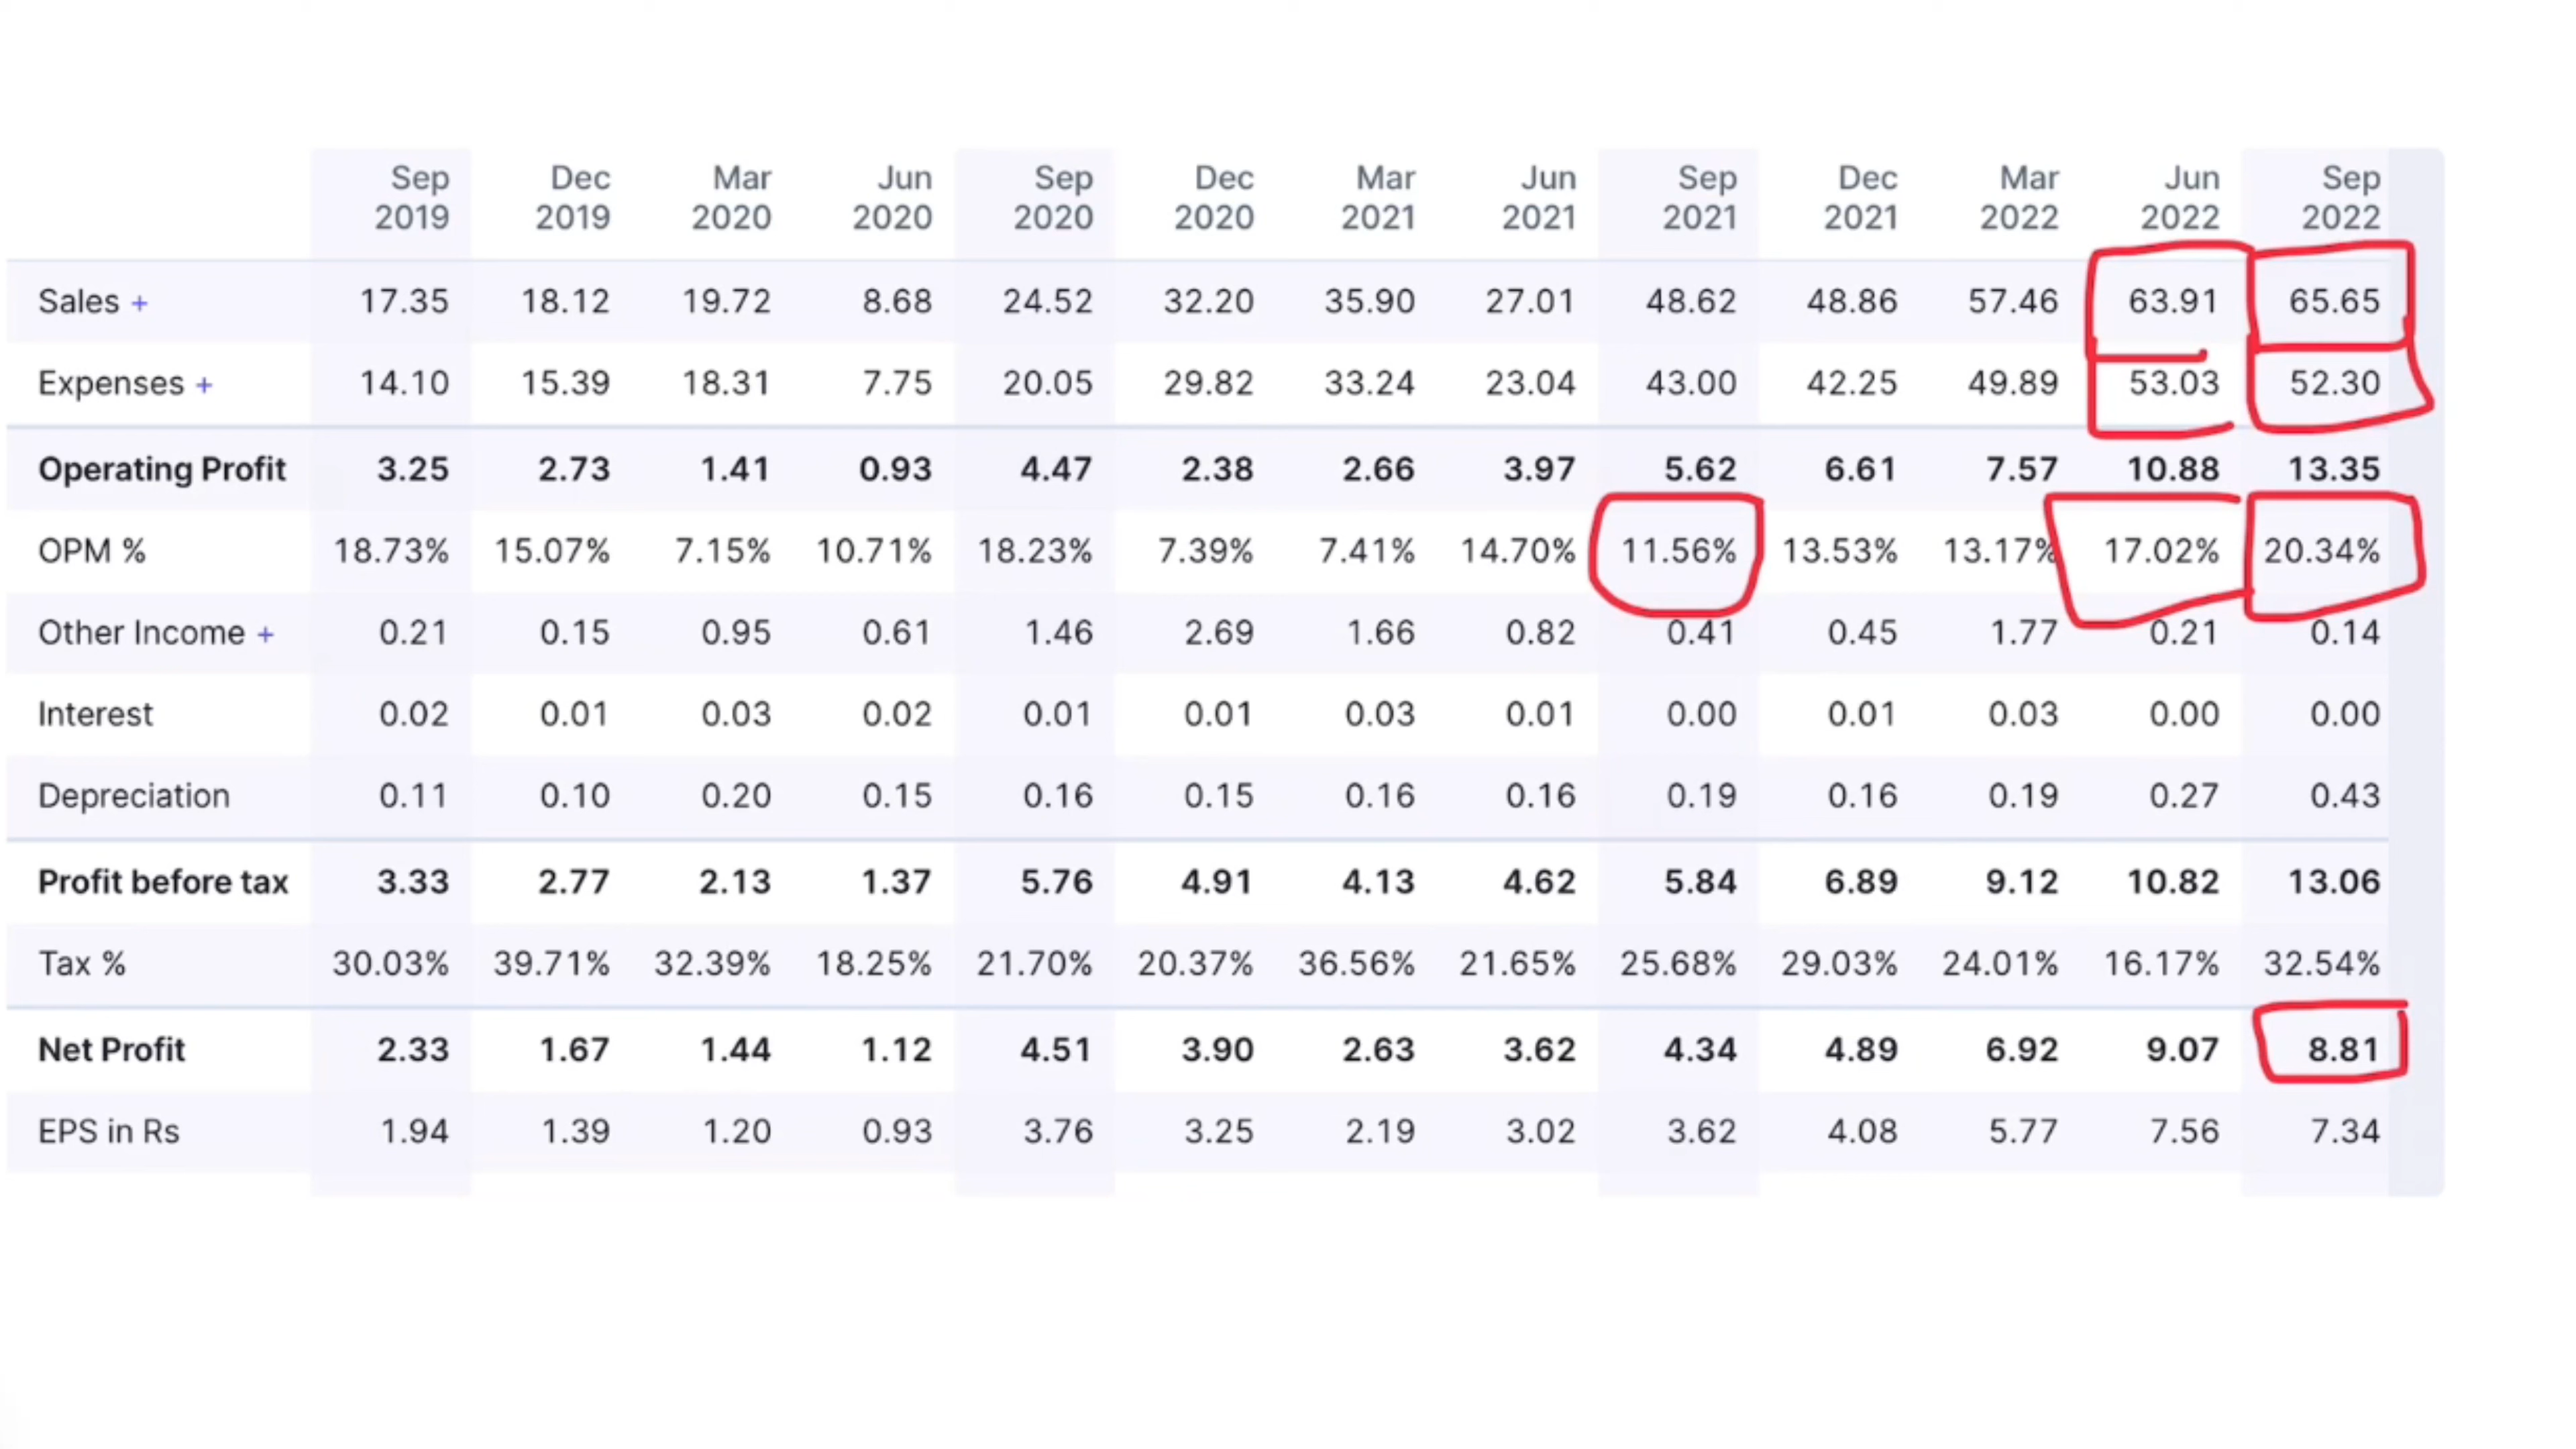 Sep Dec Mar Jun Sep Dec Mar Jun Sep Dec Mar Jun Sep
2019 2019 2020 2020 2020 2020 2021 2021 2021 2021 2022 2022 2022
Sales + 17.35 18.12 19.72 8.68 24.52 32.20 35.90 27.01 48.62 48.86 57.46 63.91 65.65
Expenses + 14.10 15.39 18.31 7.75 20.05 29.82 33.24 23.04 43.00 42.25 49.89 53.03 52.30
Operating Profit 3.25 2.73 1.41 0.93 4.47 2.38 2.66 3.97 5.62 6.61 7.57 10.88 13.35
OPM % 18.73% 15.07% 7.15% 10.71% 18.23% 7.39% 7.41% 14.70% 11.56% 13.53% 13.17% 17.02% 20.34%
Other Income + 0.21 0.15 0.95 0.61 1.46 2.69 1.66 0.82 0.41 0.45 1.77 0.21 0.14
Interest 0.02 0.01 0.03 0.02 0.01 0.01 0.03 0.01 0.00 0.01 0.03 0.00 0.00
Depreciation 0.11 0.10 0.20 0.15 0.16 0.15 0.16 0.16 0.19 0.16 0.19 0.27 0.43
Profit before tax 3.33 2.77 2.13 1.37 5.76 4.91 4.13 4.62 5.84 6.89 9.12 10.82 13.06
Tax % 30.03% 39.71% 32.39% 18.25% 21.70% 20.37% 36.56% 21.65% 25.68% 29.03% 24.01% 16.17% 32.54%
Net Profit 2.33 1.67 1.44 1.12 4.51 3.90 2.63 3.62 4.34 4.89 6.92 9.07 8.81
EPS in Rs 1.94 1.39 1.20 0.93 3.76 3.25 2.19 3.02 3.62 4.08 5.77 7.56 7.34